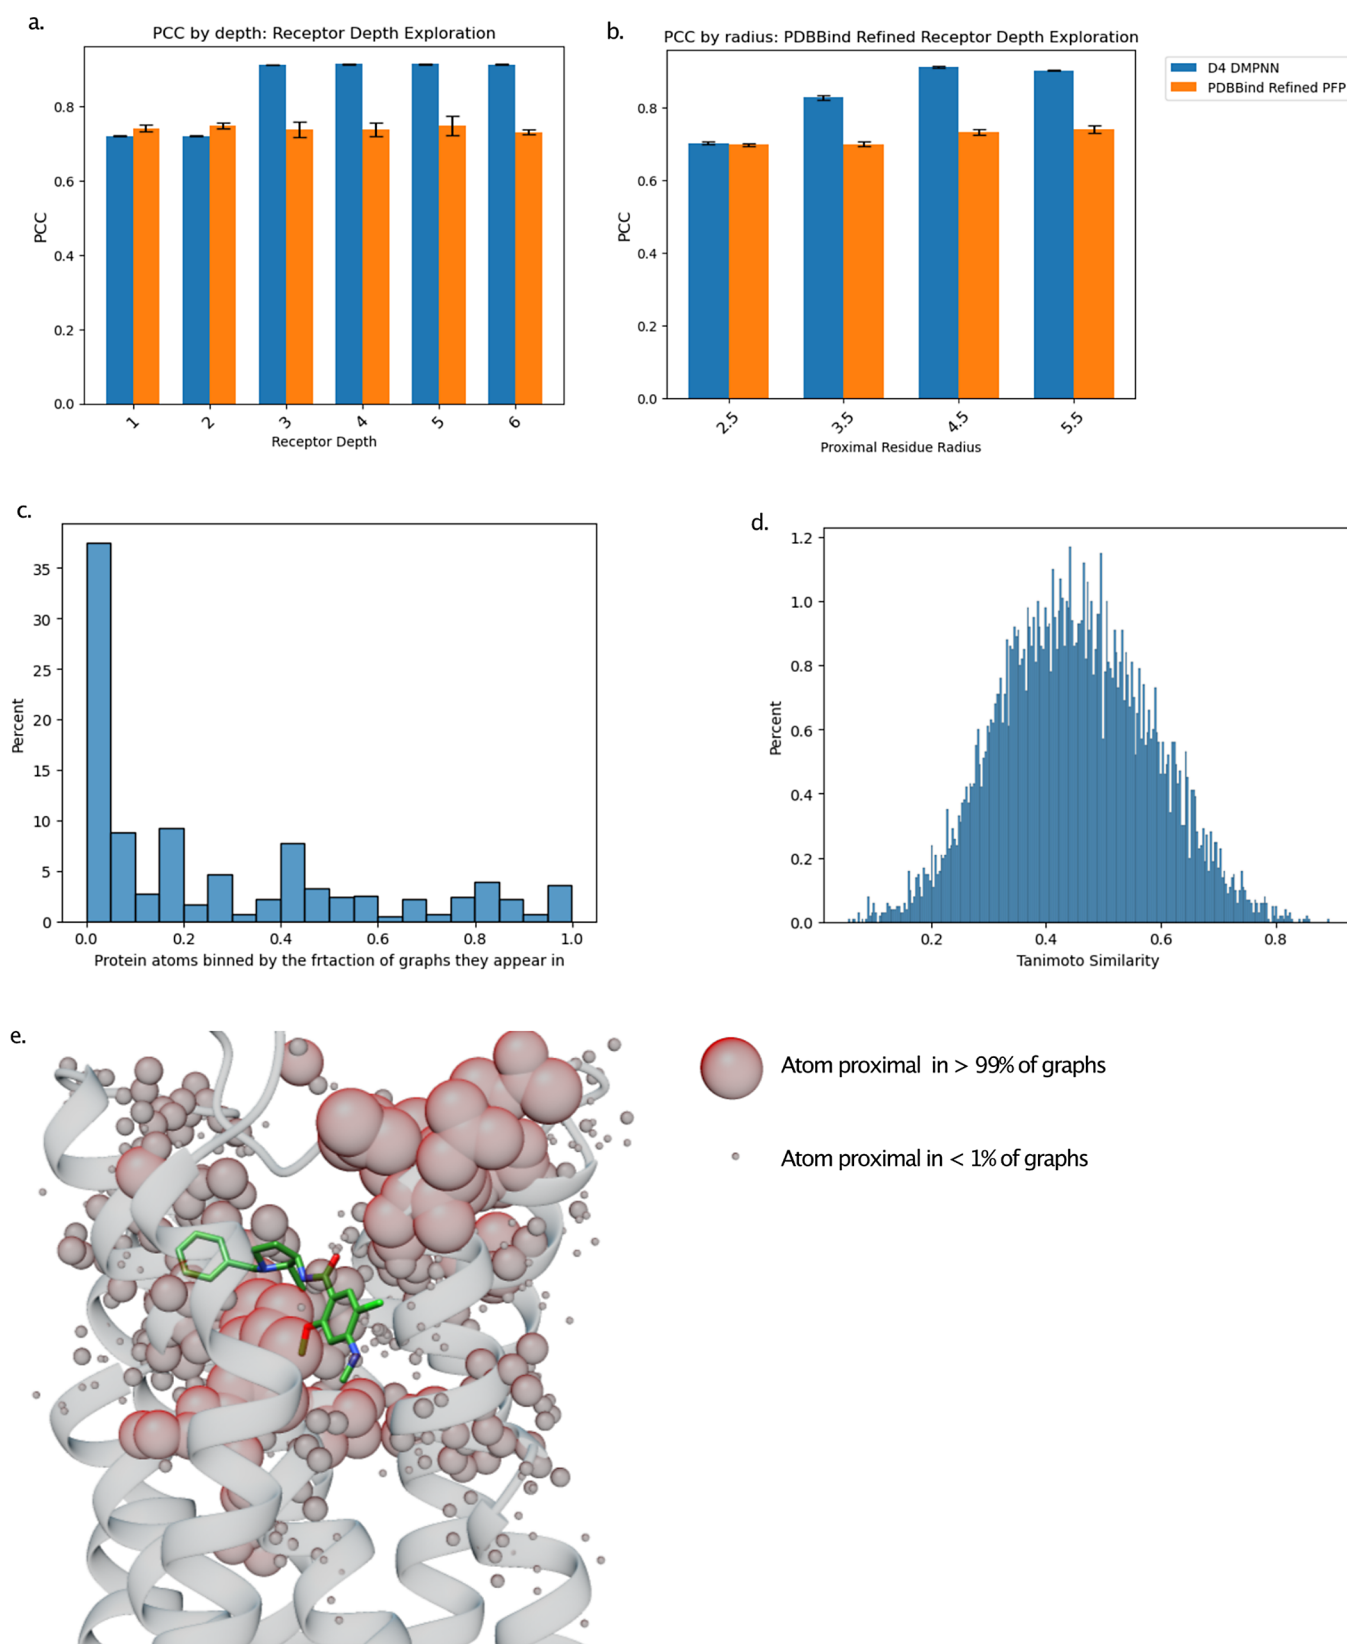 a.
PCC by depth: Receptor Depth Exploration
PCC
0.8
0.6
0.4
0.2
0.0
1
2
3
4
5
6
Receptor Depth
b.
PCC by radius: PDBBind Refined Receptor Depth Exploration
PCC
0.8
0.6
0.4
0.2
0.0
2.5
3.5
4.5
5.5
Proximal Residue Radius
D4 DMPNN
PDBBind Refined PFP
c.
Percent
35
30
25
20
15
10
5
0
0.0
0.2
0.4
0.6
0.8
1.0
Protein atoms binned by the frtaction of graphs they appear in
d.
Percent
1.2
1.0
0.8
0.6
0.4
0.2
0.0
0.2
0.4
0.6
0.8
Tanimoto Similarity
e.
Atom proximal in > 99% of graphs
Atom proximal in < 1% of graphs